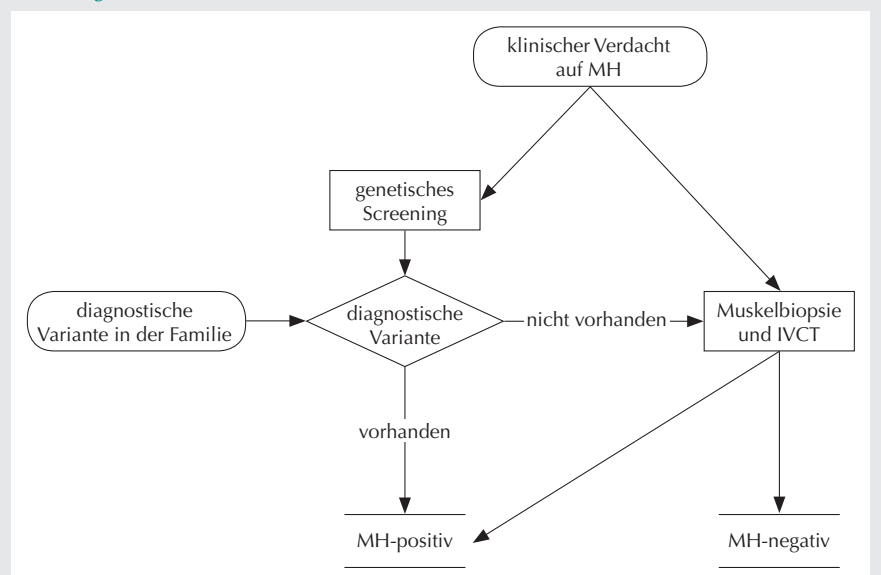 klinischer Verdacht
auf MH
genetisches
Screening
diagnostische
Variante in der Familie
diagnostische
Variante
nicht vorhanden
Muskelbiopsie
und IVCT
vorhanden
MH-positiv
MH-negativ